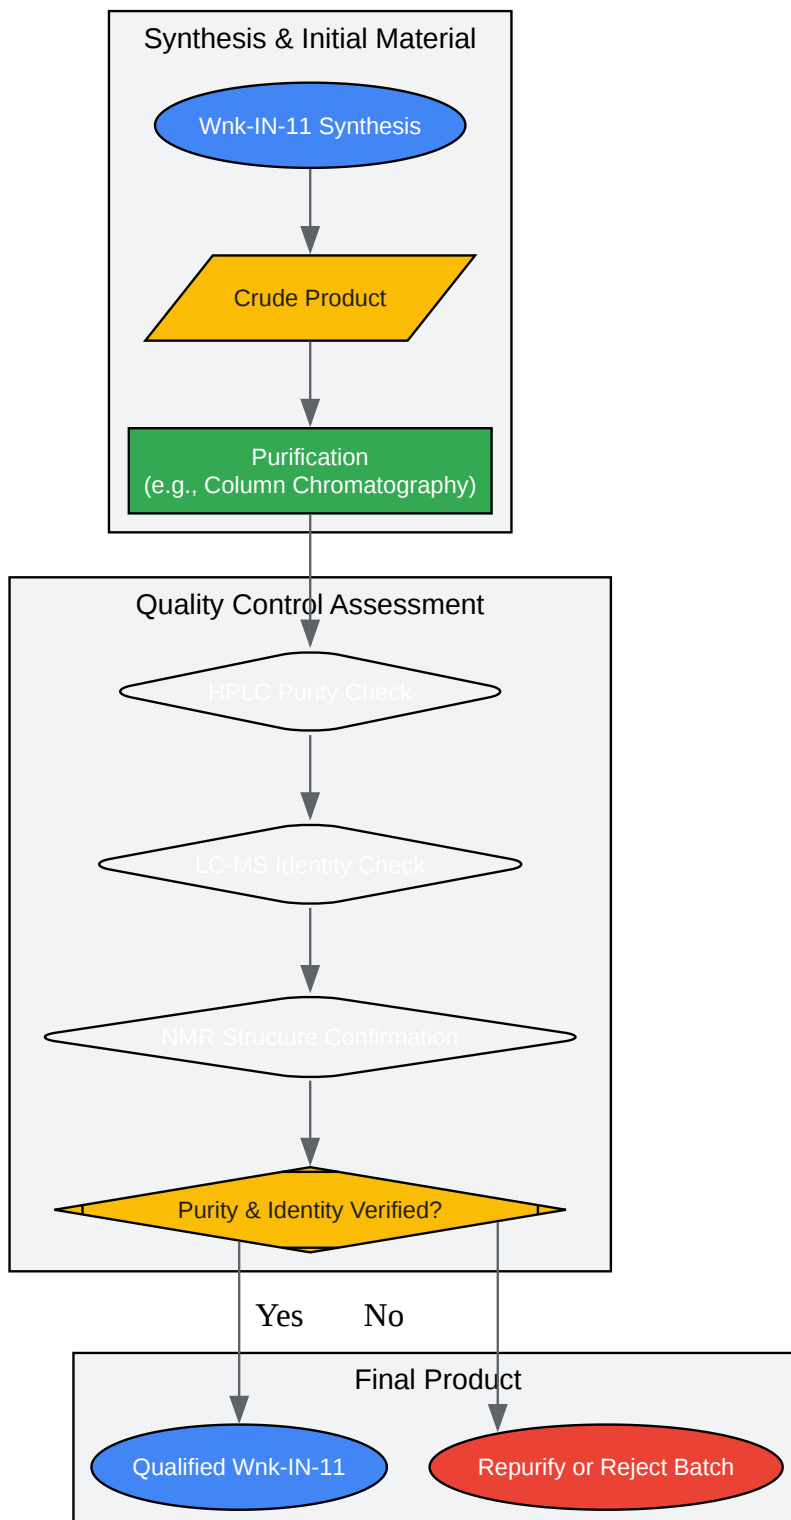 Synthesis & Initial Material
Wnk-IN-11 Synthesis
Crude Product
Purification
(e.g., Column Chromatography)
Quality Control Assessment
HPLC Purity Check
LC-MS Identity Check
NMR Structure Confirmation
Purity & Identity Verified?
Yes
No
Final Product
Qualified Wnk-IN-11
Repurify or Reject Batch